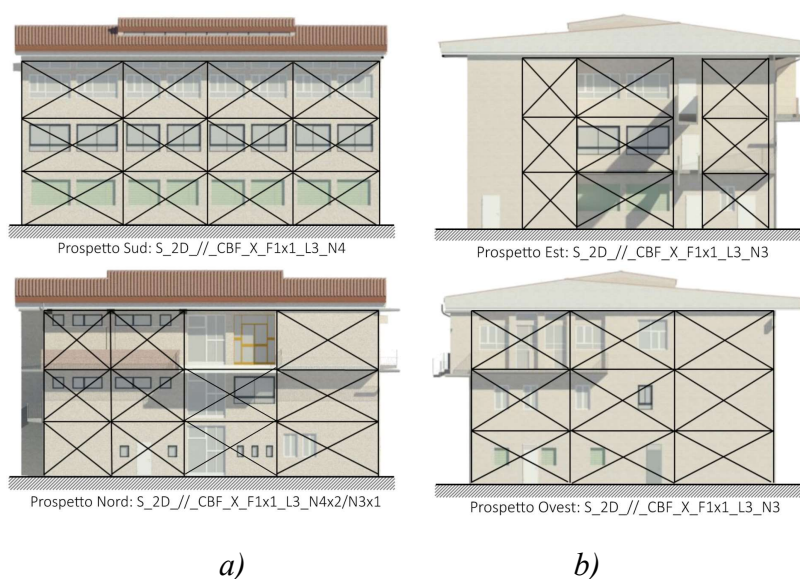 Prospetto Sud: S_2D_//_CBF_X_F1x1_L3_N4
Prospetto Est: S_2D_//_CBF_X_F1x1_L3_N3
Prospetto Nord: S_2D_//_CBF_X_F1x1_L3_N4x2/N3x1
Prospetto Ovest: S_2D_//_CBF_X_F1x1_L3_N3
a)
b)